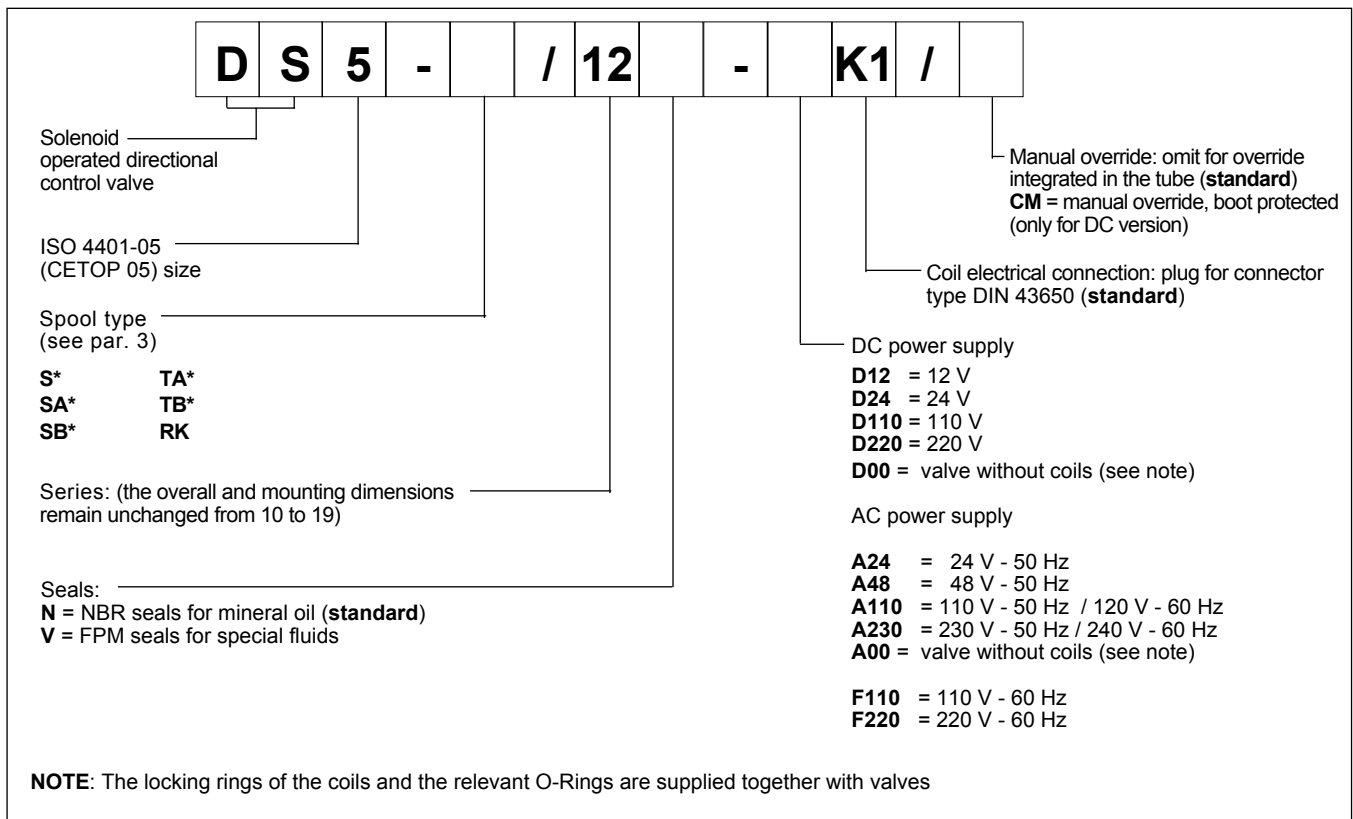 D S 5 - / 12 - K1 /
Solenoid
operated directional
control valve
ISO 4401-05
(CETOP 05) size
Spool type
(see par. 3)
S* TA*
SA* TB*
SB* RK
Series: (the overall and mounting dimensions
remain unchanged from 10 to 19)
Seals:
N = NBR seals for mineral oil (standard)
V = FPM seals for special fluids
Manual override: omit for override
integrated in the tube (standard)
CM = manual override, boot protected
(only for DC version)
Coil electrical connection: plug for connector
type DIN 43650 (standard)
DC power supply
D12 = 12 V
D24 = 24 V
D110 = 110 V
D220 = 220 V
D00 = valve without coils (see note)
AC power supply
A24 = 24 V - 50 Hz
A48 = 48 V - 50 Hz
A110 = 110 V - 50 Hz / 120 V - 60 Hz
A230 = 230 V - 50 Hz / 240 V - 60 Hz
A00 = valve without coils (see note)
F110 = 110 V - 60 Hz
F220 = 220 V - 60 Hz
NOTE: The locking rings of the coils and the relevant O-Rings are supplied together with valves